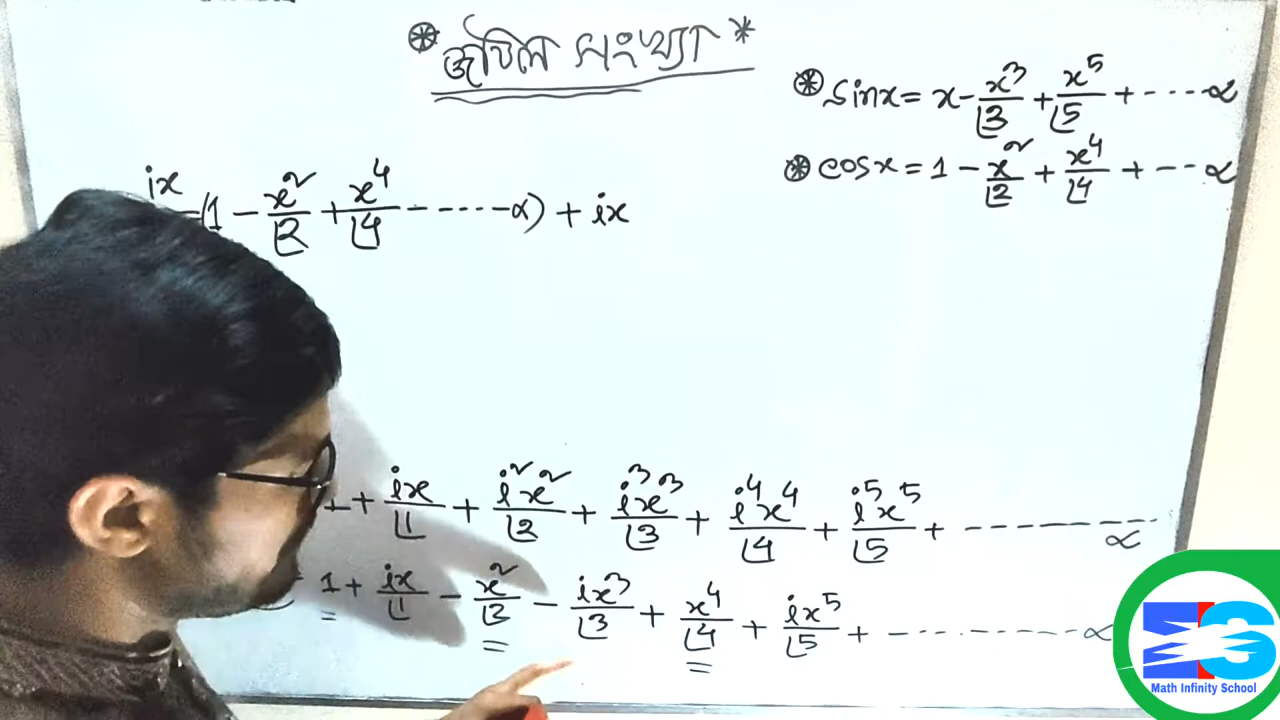 * জটিল সংখ্যা *
* sinx = x - x³/⌊3 + x⁵/⌊5 + ----- ∝
* cosx = 1 - x²/⌊2 + x⁴/⌊4 + --- ∝
ix
(1 - x²/⌊2 + x⁴/⌊4 ------ ∝) + ix
1 + ix/⌊1 + i²x²/⌊2 + i³x³/⌊3 + i⁴x⁴/⌊4 + i⁵x⁵/⌊5 + -------- ∝
= 1 + ix/⌊1 - x²/⌊2 - ix³/⌊3 + x⁴/⌊4 + ix⁵/⌊5 + -------- ∝
Math Infinity School